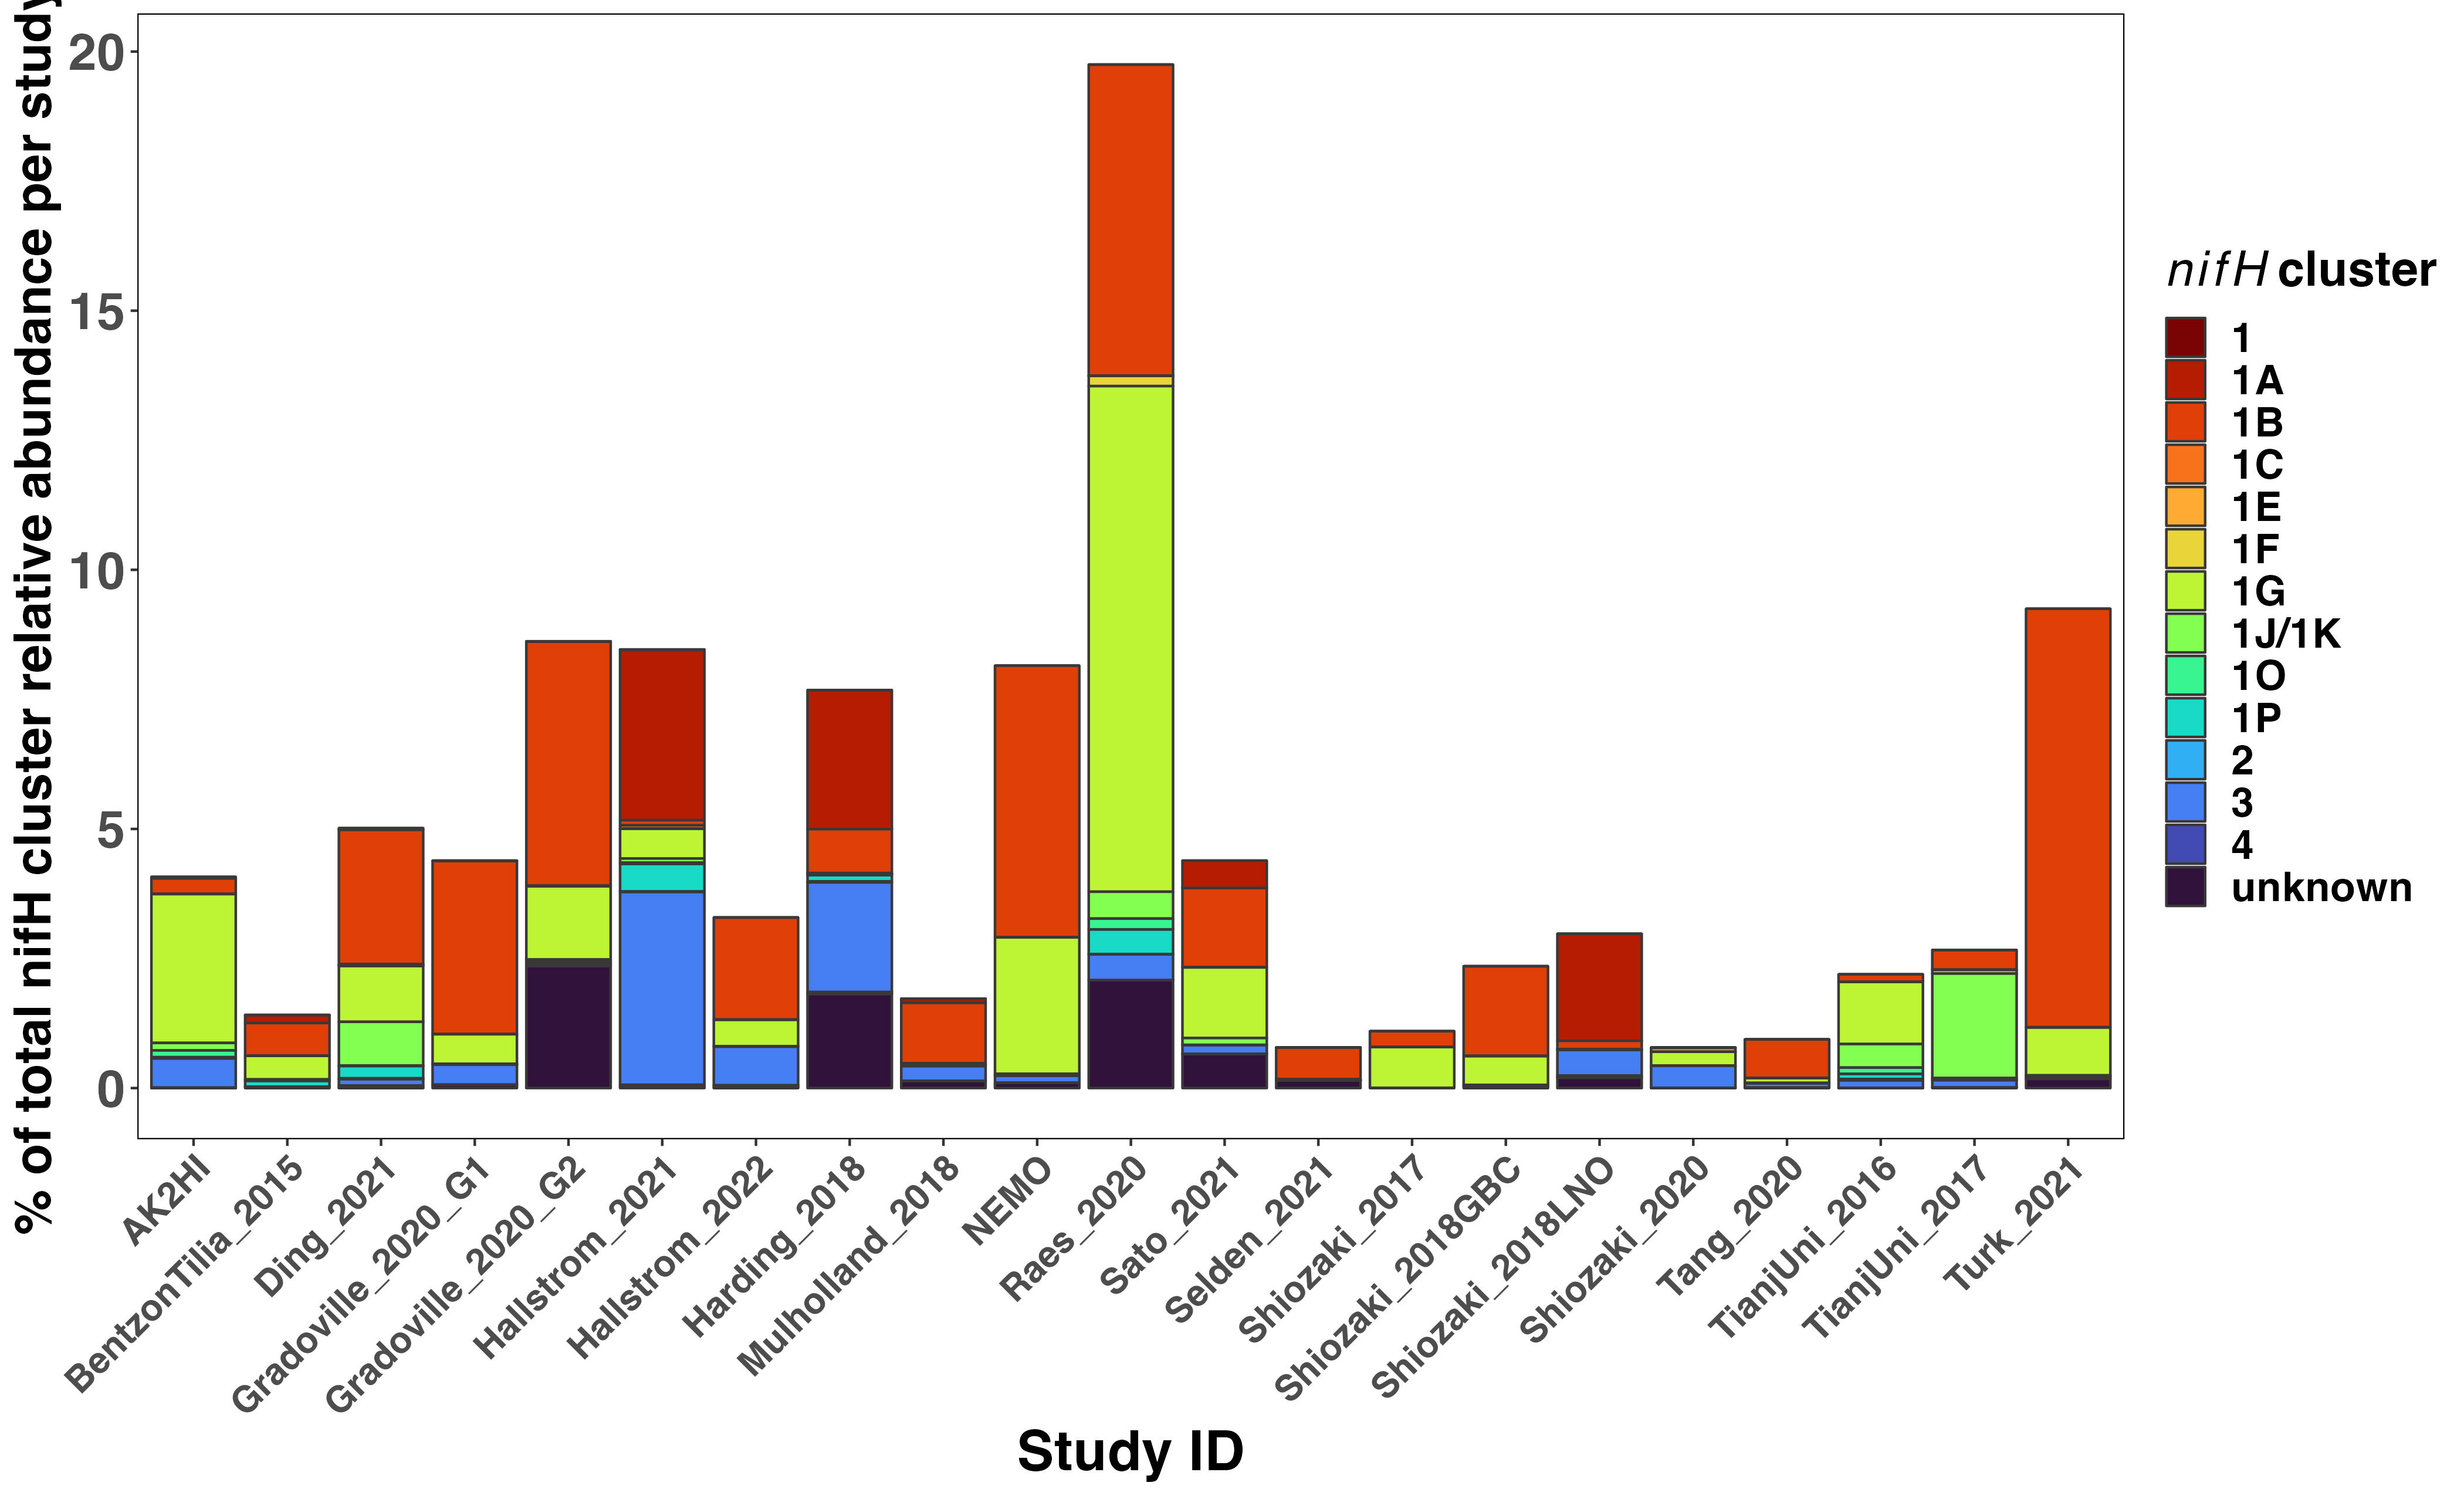 % of total nifH cluster relative abundance per study
20
15
10
5
0
AK2HI
BentzonTilia_2015
Ding_2021
Gradoville_2020_G1
Gradoville_2020_G2
Hallstrom_2021
Hallstrom_2022
Harding_2018
Mulholland_2018
NEMO
Raes_2020
Sato_2021
Selden_2021
Shiozaki_2017
Shiozaki_2018GBC
Shiozaki_2018LNO
Shiozaki_2020
Tang_2020
TianjUni_2016
TianjUni_2017
Turk_2021
Study ID
nifH cluster
1
1A
1B
1C
1E
1F
1G
1J/1K
1O
1P
2
3
4
unknown